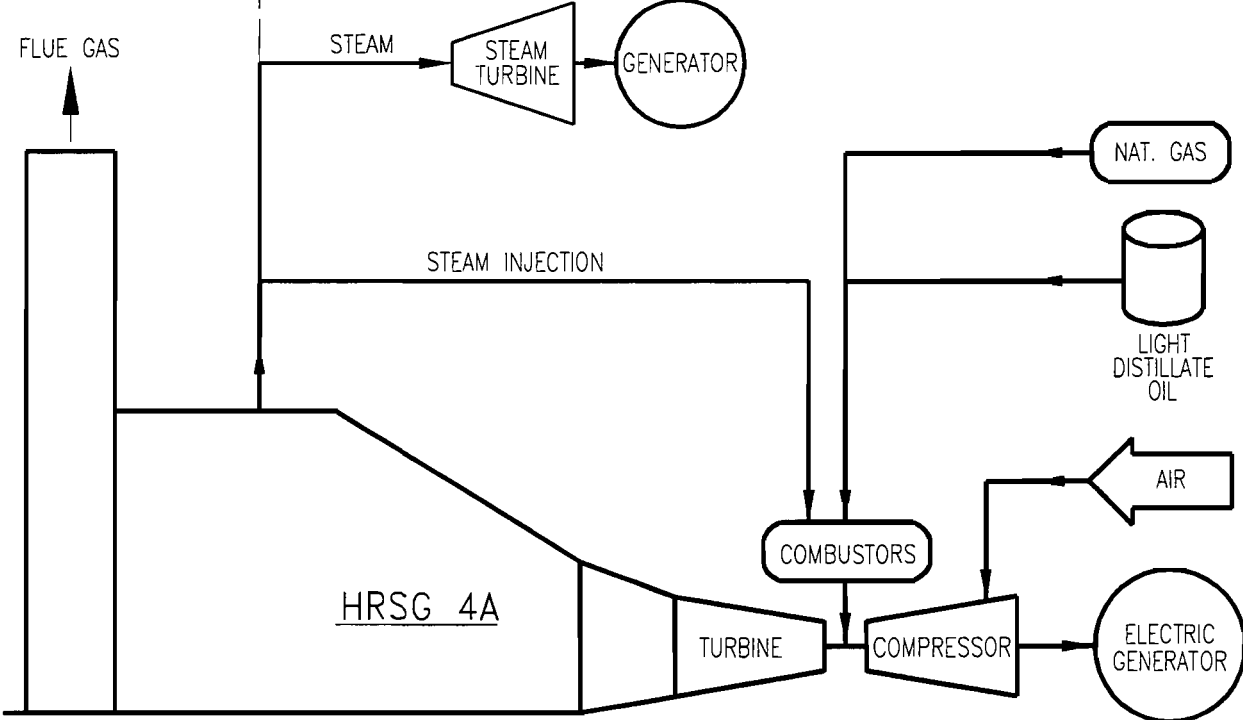 FLUE GAS
STEAM
STEAM
TURBINE
GENERATOR
NAT. GAS
STEAM INJECTION
LIGHT
DISTILLATE
OIL
AIR
COMBUSTORS
HRSG 4A
TURBINE
COMPRESSOR
ELECTRIC
GENERATOR